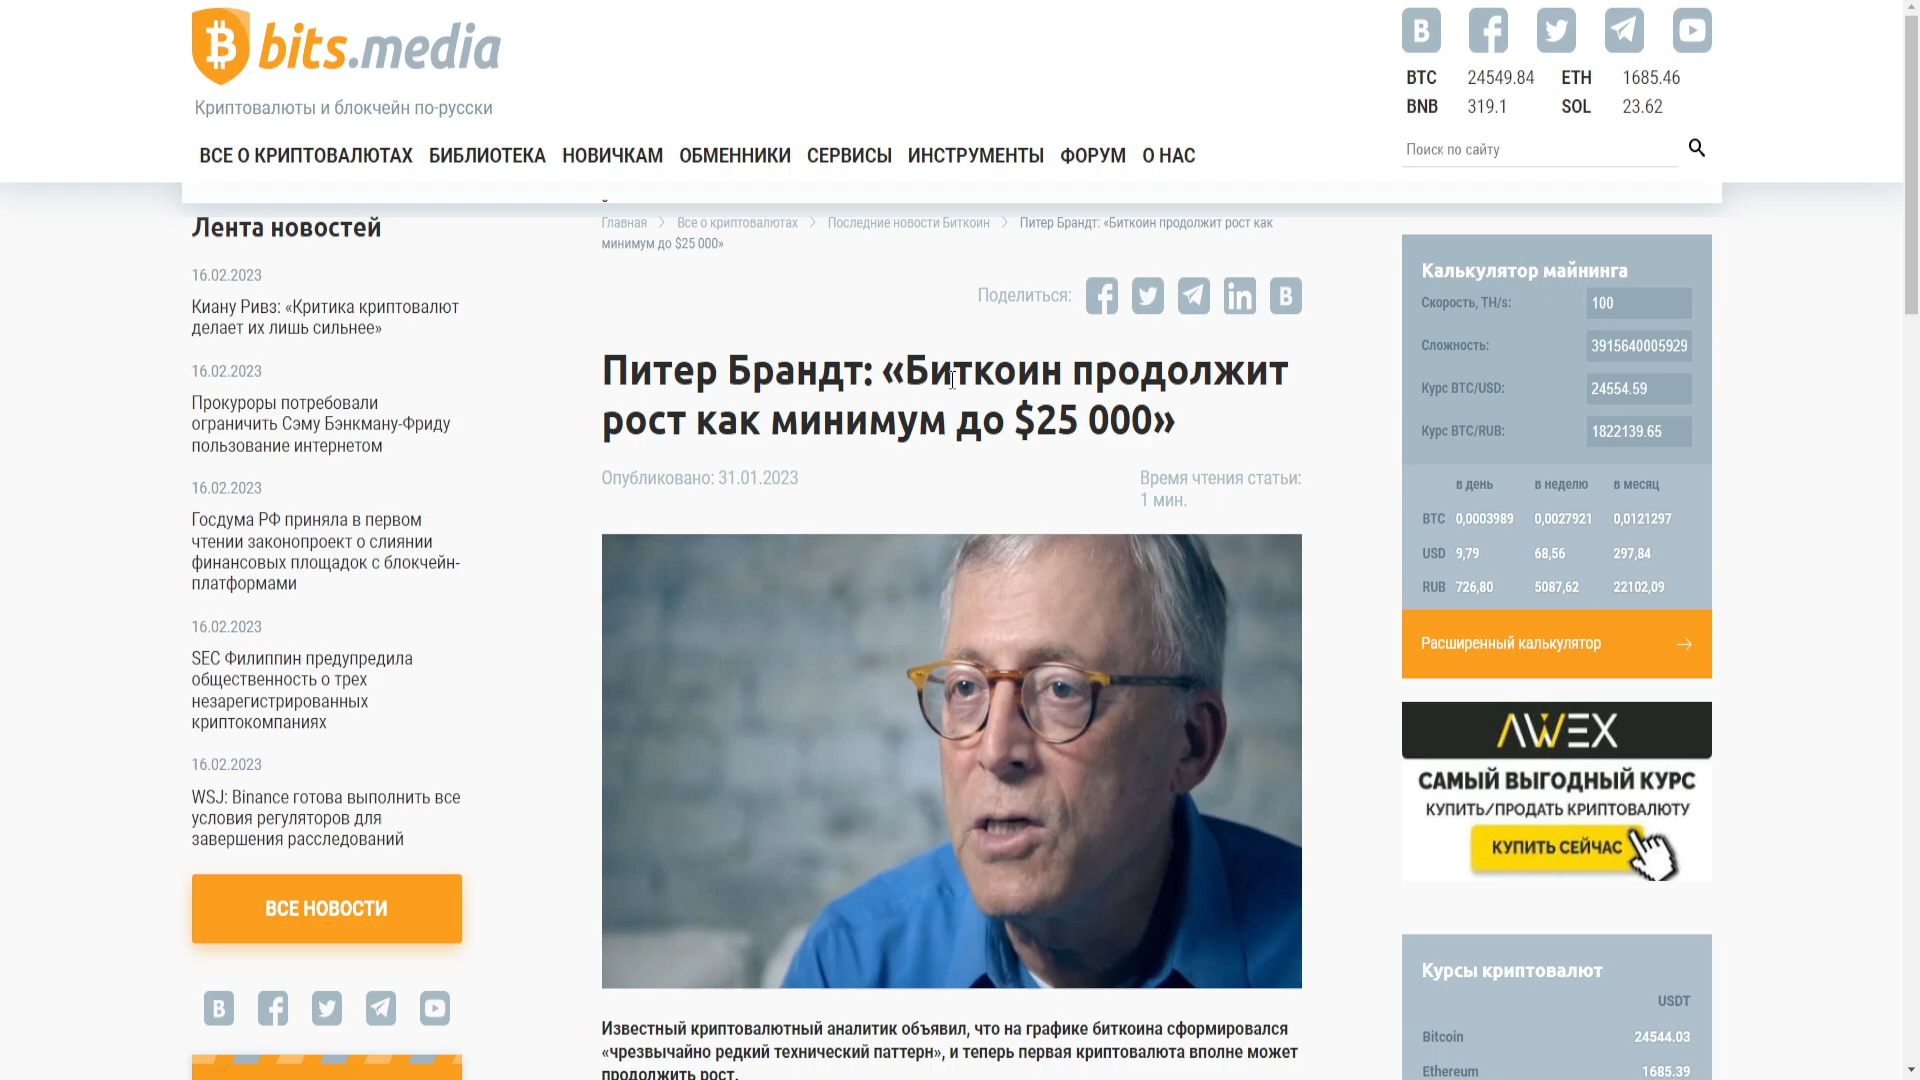 bits.media
Криптовалюты и блокчейн по-русски
BTC 24549.84 ETH 1685.46
BNB 319.1 SOL 23.62
ВСЕ О КРИПТОВАЛЮТАХ БИБЛИОТЕКА НОВИЧКАМ ОБМЕННИКИ СЕРВИСЫ ИНСТРУМЕНТЫ ФОРУМ О НАС
Поиск по сайту
Лента новостей
16.02.2023
Киану Ривз: «Критика криптовалют
делает их лишь сильнее»
16.02.2023
Прокуроры потребовали
ограничить Сэму Бэнкману-Фриду
пользование интернетом
16.02.2023
Госдума РФ приняла в первом
чтении законопроект о слиянии
финансовых площадок с блокчейн-
платформами
16.02.2023
SEC Филиппин предупредила
общественность о трех
незарегистрированных
криптокомпаниях
16.02.2023
WSJ: Binance готова выполнить все
условия регуляторов для
завершения расследований
ВСЕ НОВОСТИ
Главная Все о криптовалютах Последние новости Биткоин Питер Брандт: «Биткоин продолжит рост как
минимум до $25 000»
Поделиться:
Питер Брандт: «Биткоин продолжит
рост как минимум до $25 000»
Опубликовано: 31.01.2023
Время чтения статьи:
1 мин.
Известный криптовалютный аналитик объявил, что на графике биткоина сформировался
«чрезвычайно редкий технический паттерн», и теперь первая криптовалюта вполне может
продолжить рост.
Калькулятор майнинга
Скорость, TH/s: 100
Сложность: 3915640005929
Курс BTC/USD: 24554.59
Курс BTC/RUB: 1822139.65
в день в неделю в месяц
BTC 0,0003989 0,0027921 0,0121297
USD 9,79 68,56 297,84
RUB 726,80 5087,62 22102,09
Расширенный калькулятор
AWEX
САМЫЙ ВЫГОДНЫЙ КУРС
КУПИТЬ/ПРОДАТЬ КРИПТОВАЛЮТУ
КУПИТЬ СЕЙЧАС
Курсы криптовалют
USDT
Bitcoin 24544.03
Ethereum 1685.39